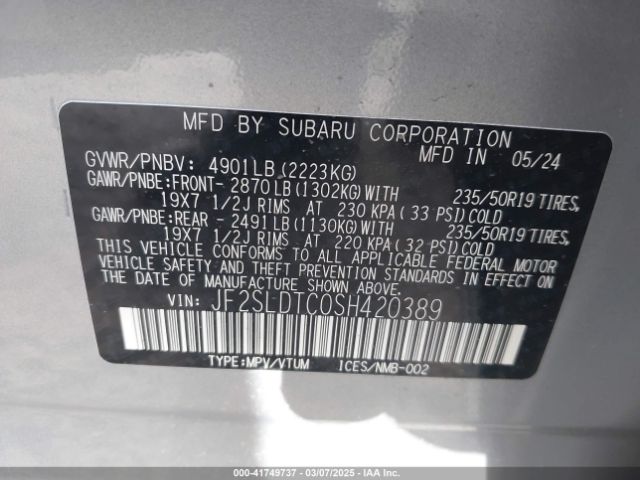 MFD BY SUBARU CORPORATION
MFD IN 05/24
GVWR/PNBV: 4901LB(2223KG)
GAWR/PNBE:FRONT- 2870LB(1302KG)WITH 235/50R19 TIRES,
19X7 1/2J RIMS AT 230 KPA( 33 PSI)COLD
GAWR/PNBE:REAR - 2491LB(1130KG)WITH 235/50R19 TIRES,
19X7 1/2J RIMS AT 220 KPA( 32 PSI)COLD
THIS VEHICLE CONFORMS TO ALL APPLICABLE FEDERAL MOTOR
VEHICLE SAFETY AND THEFT PREVENTION STANDARDS IN EFFECT ON
THE DATE OF MANUFACTURE SHOWN ABOVE.
VIN: JF2SLDTC0SH420389
TYPE:MPV/VTUM ICES/NMB-002
000-41749737 - 03/07/2025 - IAA, Inc.